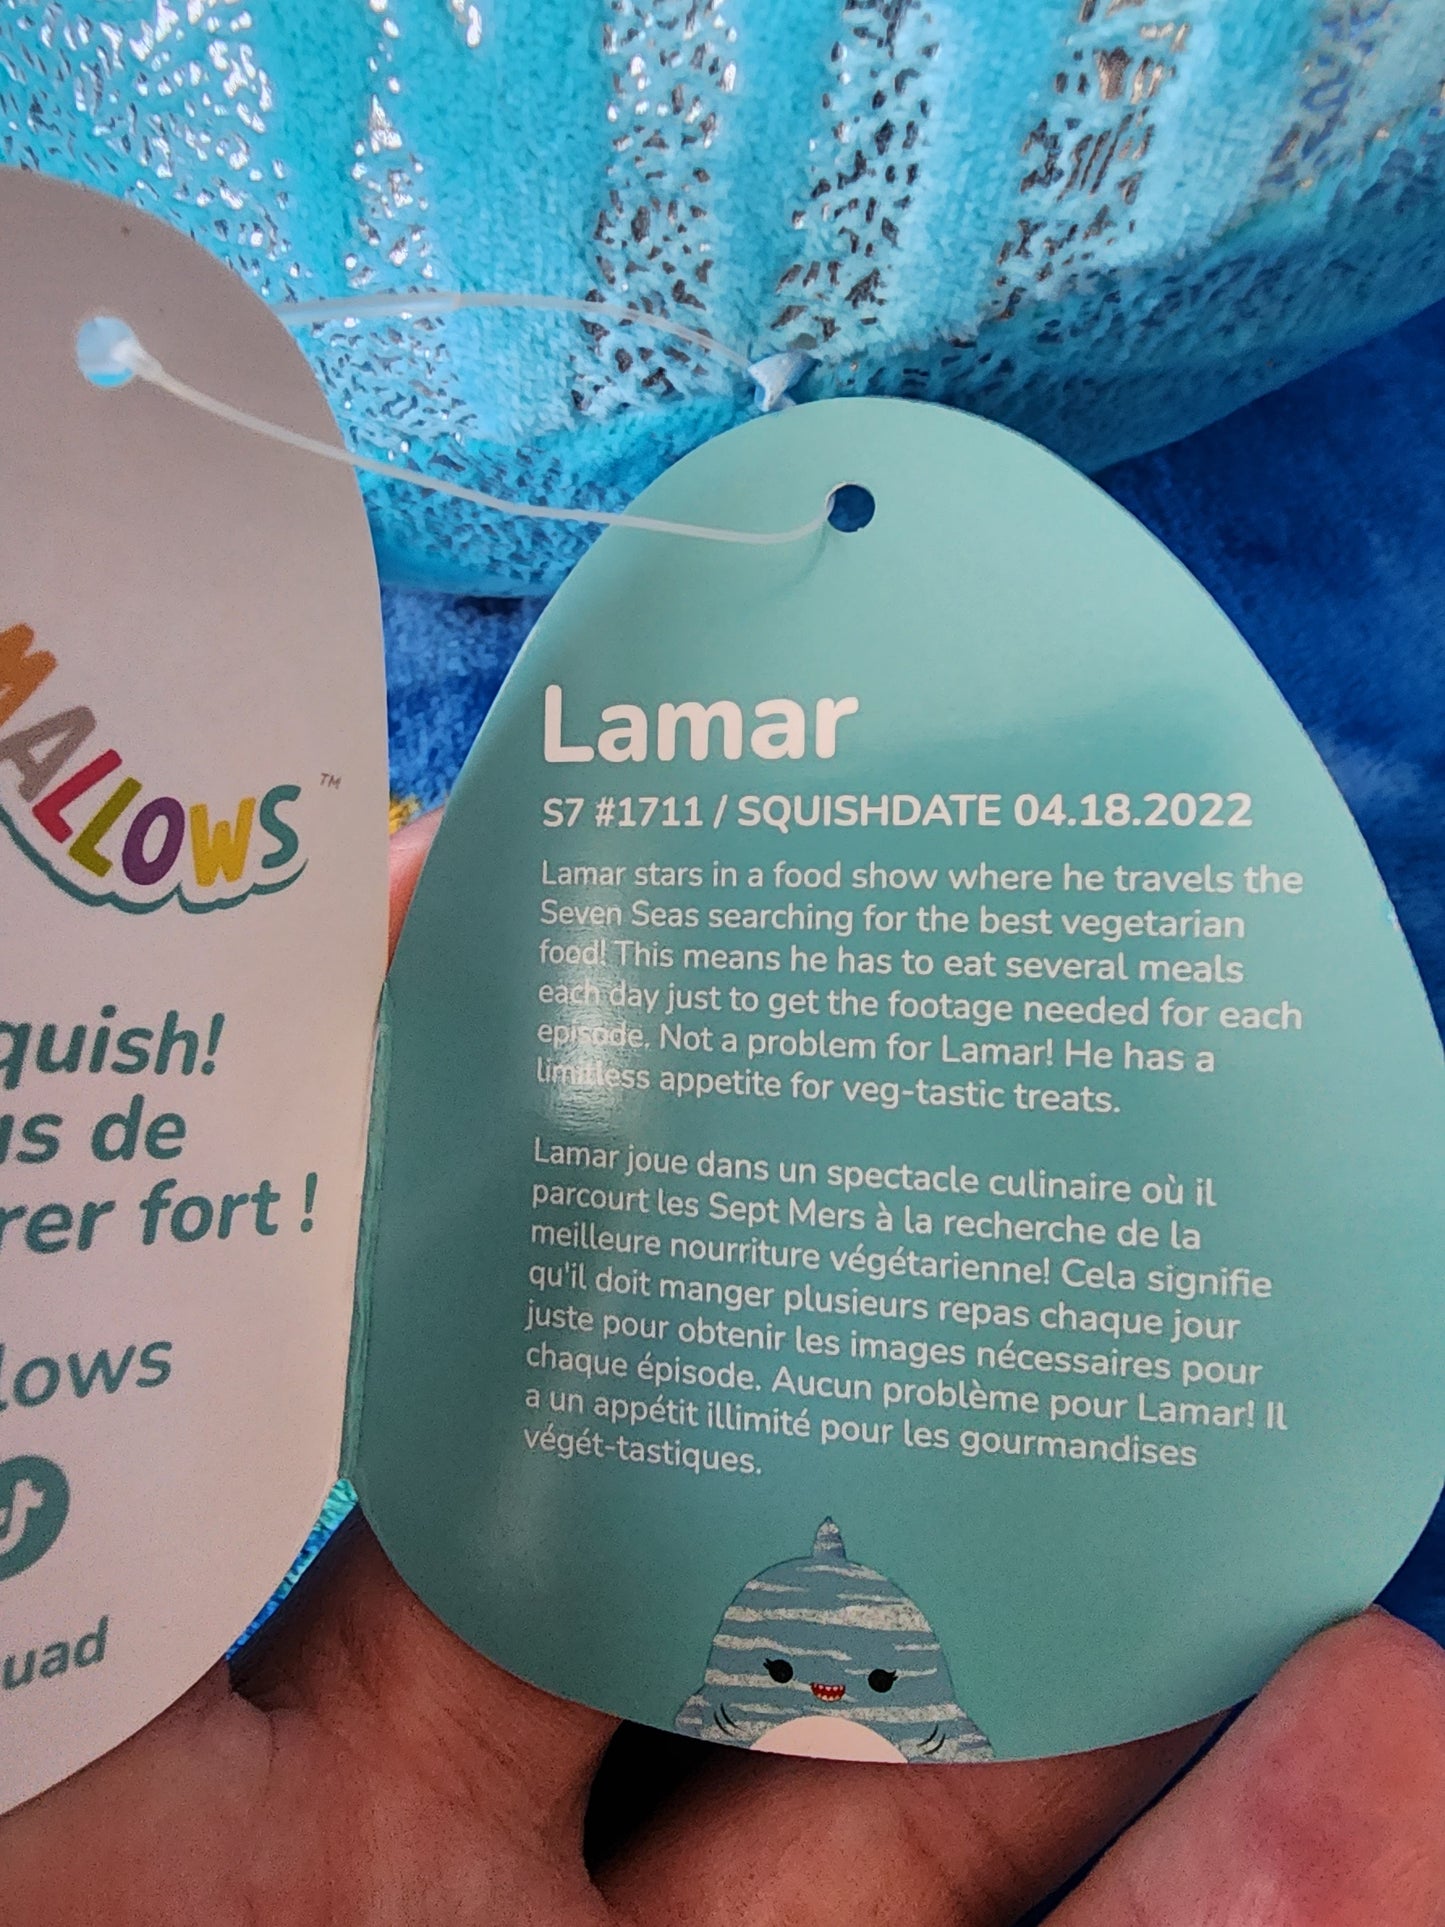 MALLOWS™
quish!
us de
rer fort !
lows
uad
Lamar
S7 #1711 / SQUISHDATE 04.18.2022
Lamar stars in a food show where he travels the
Seven Seas searching for the best vegetarian
food! This means he has to eat several meals
each day just to get the footage needed for each
episode. Not a problem for Lamar! He has a
limitless appetite for veg-tastic treats.
Lamar joue dans un spectacle culinaire où il
parcourt les Sept Mers à la recherche de la
meilleure nourriture végétarienne! Cela signifie
qu'il doit manger plusieurs repas chaque jour
juste pour obtenir les images nécessaires pour
chaque épisode. Aucun problème pour Lamar! Il
a un appétit illimité pour les gourmandises
végét-tastiques.